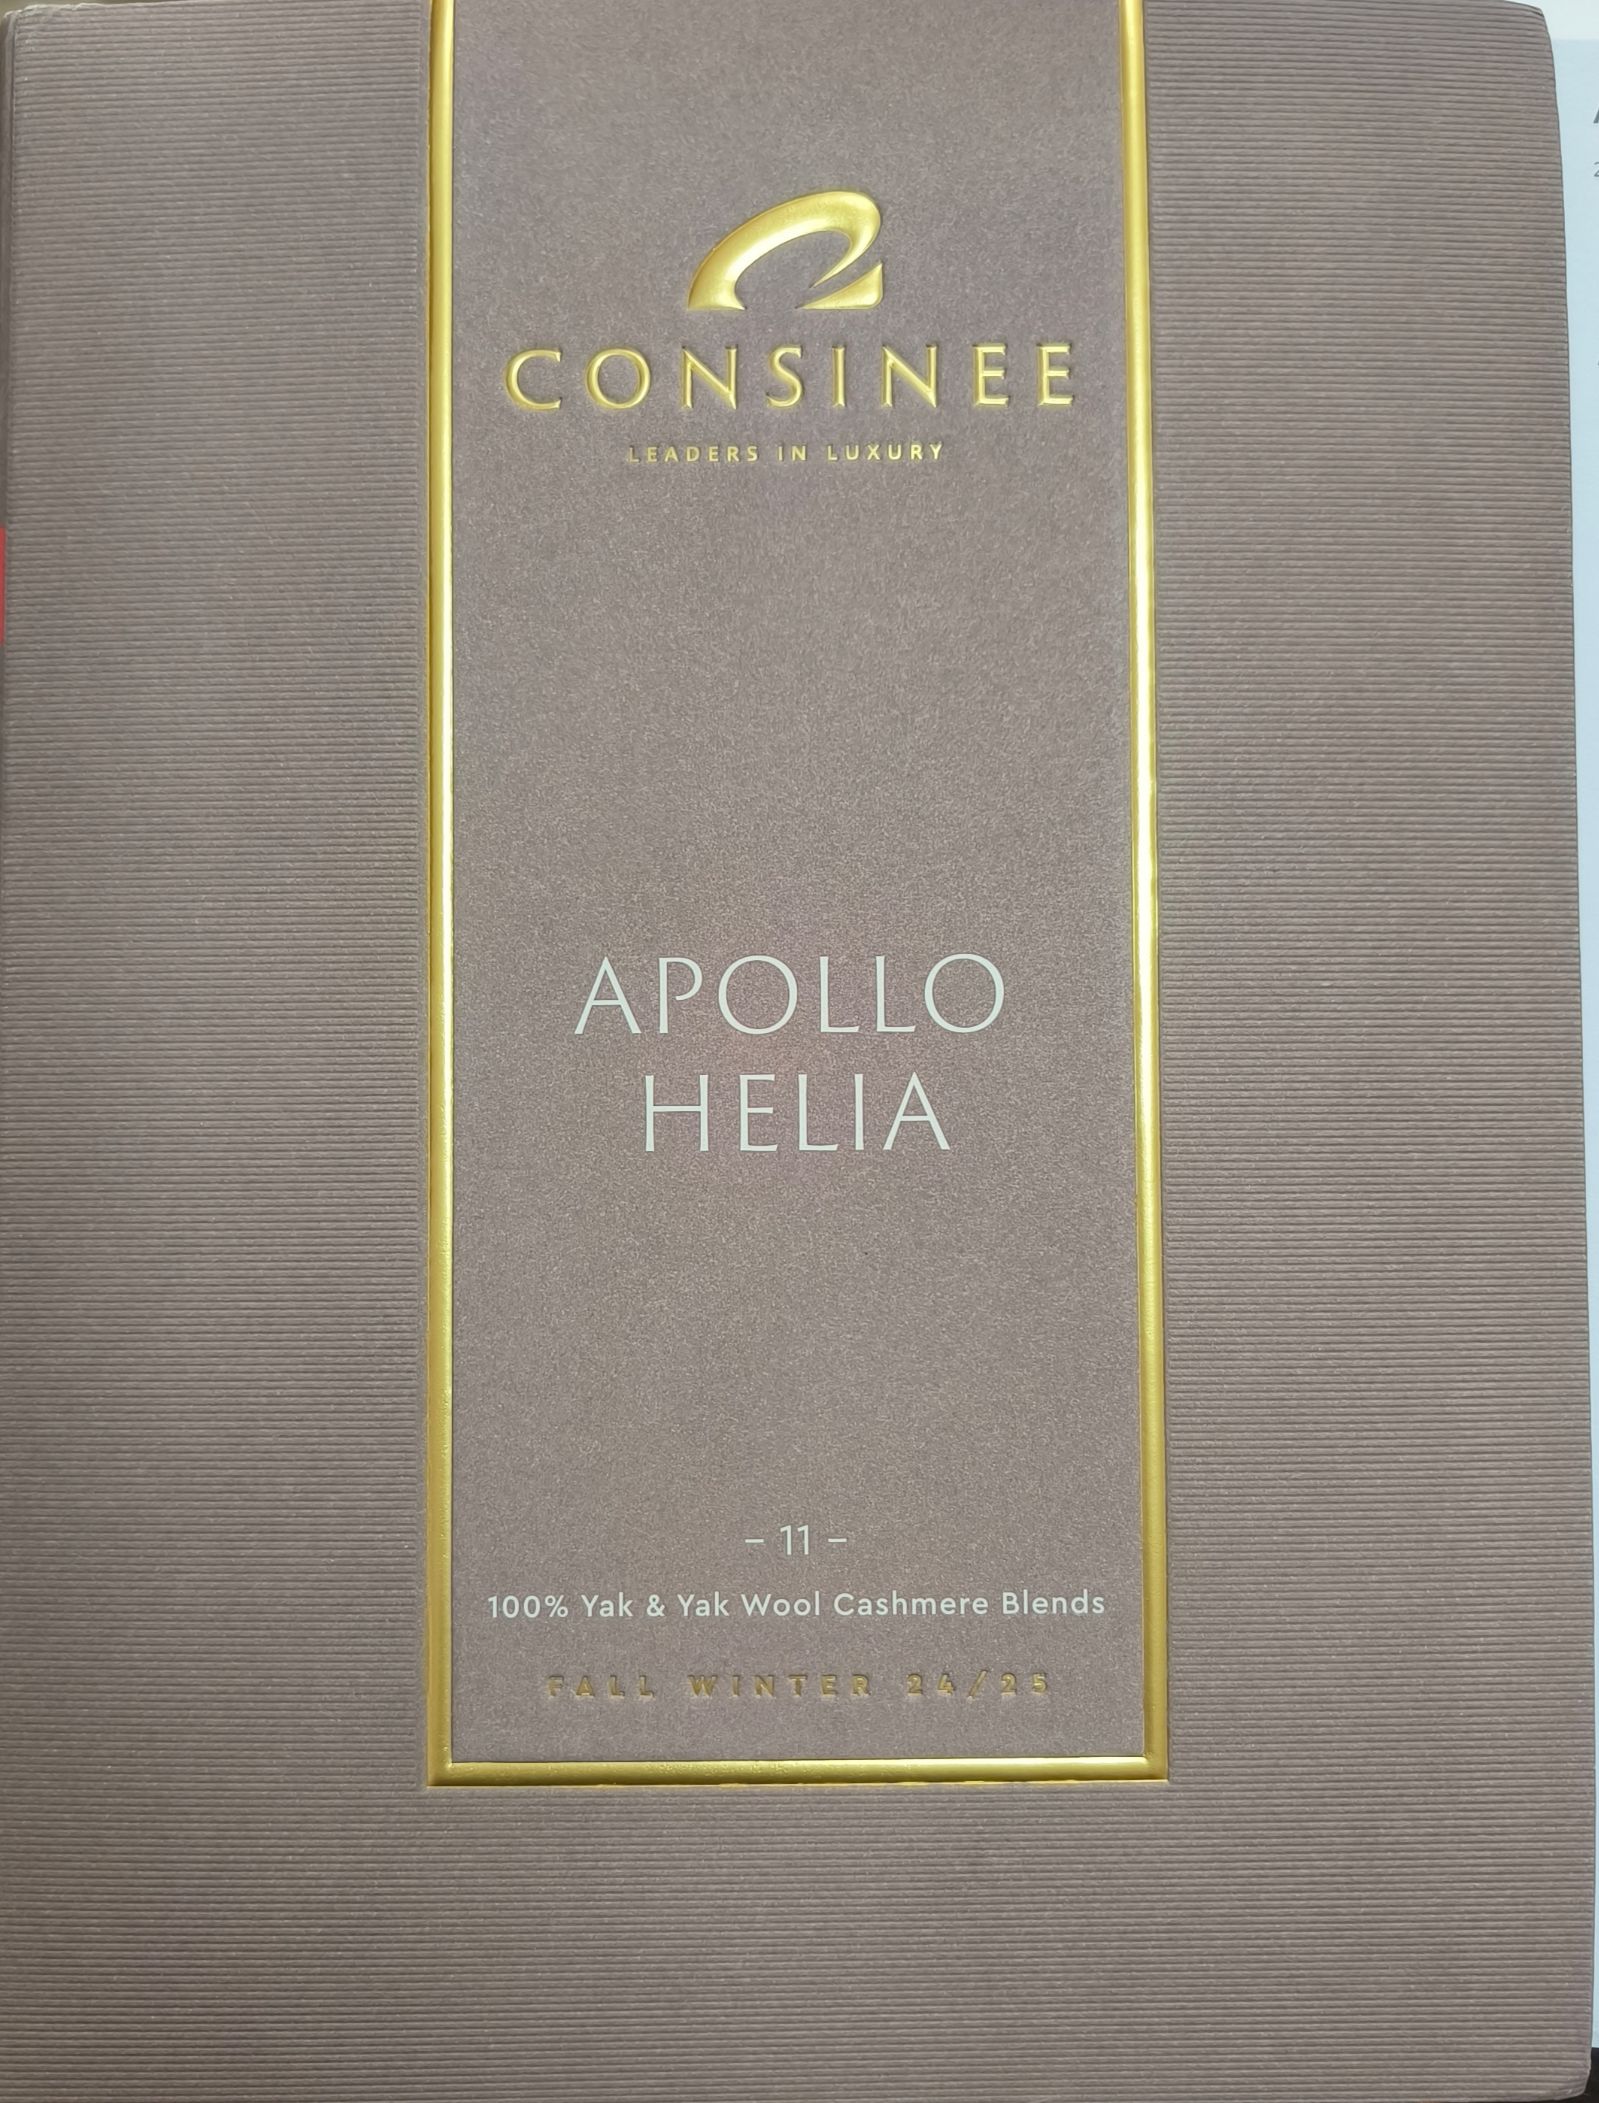 CONSINEE
LEADERS IN LUXURY
APOLLO
HELIA
– 11 –
100% Yak & Yak Wool Cashmere Blends
FALL WINTER 24/25